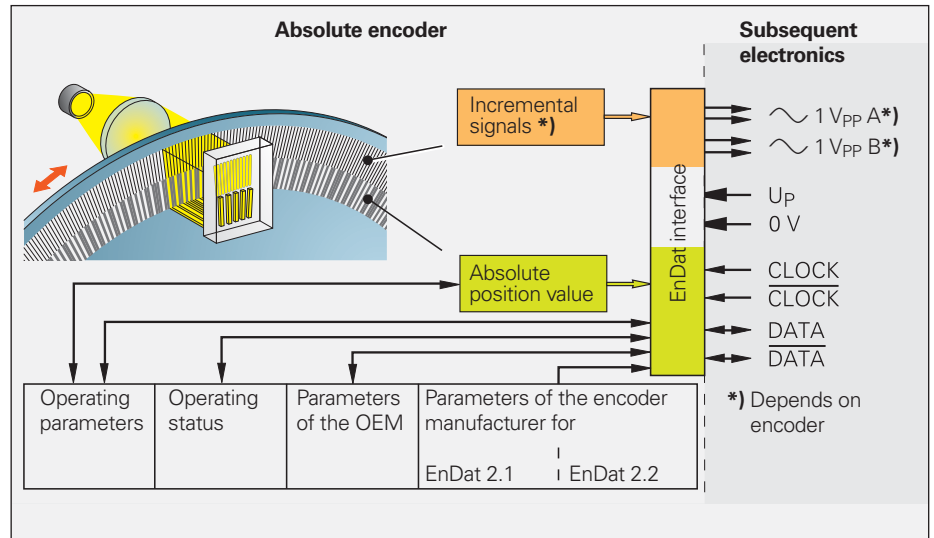 Absolute encoder
Subsequent
electronics
Incremental
signals *)
EnDat interface
1 VPP A*)
1 VPP B*)
UP
0 V
Absolute
position value
CLOCK
CLOCK
DATA
DATA
Operating
parameters
Operating
status
Parameters
of the OEM
Parameters of the encoder
manufacturer for
EnDat 2.1
EnDat 2.2
*) Depends on
encoder